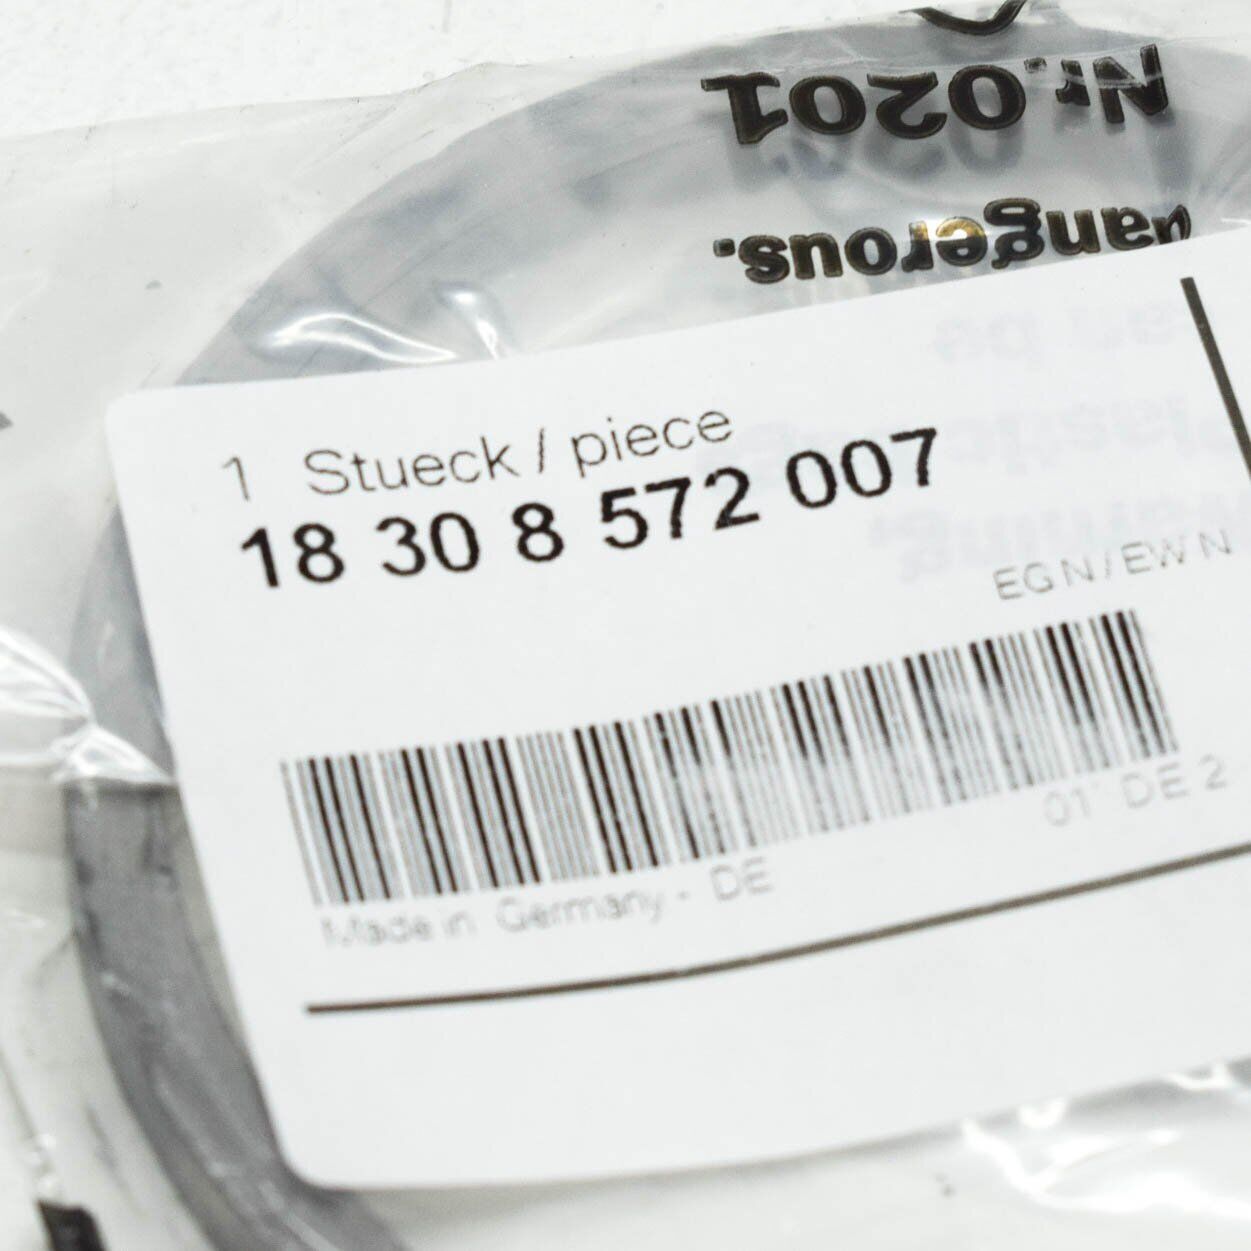 Nr.0201
dangerous.
1 Stueck / piece
18 30 8 572 007
EG N / EW N
01 DE 2
Made in Germany - DE